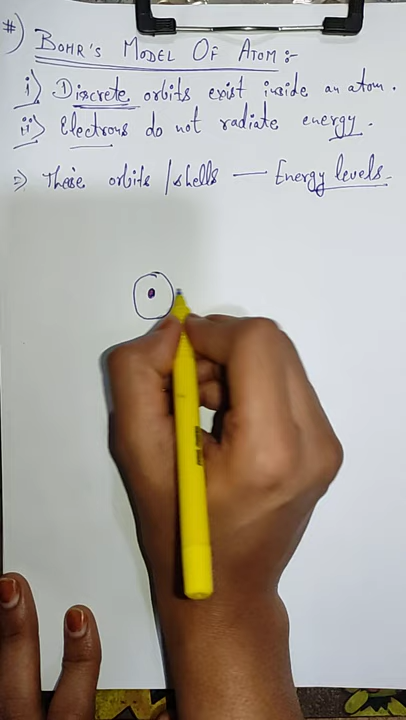 #) BOHR'S MODEL OF ATOM :-
i) Discrete orbits exist inside an atom.
ii) Electrons do not radiate energy.
⇒ These orbits / shells — Energy levels.